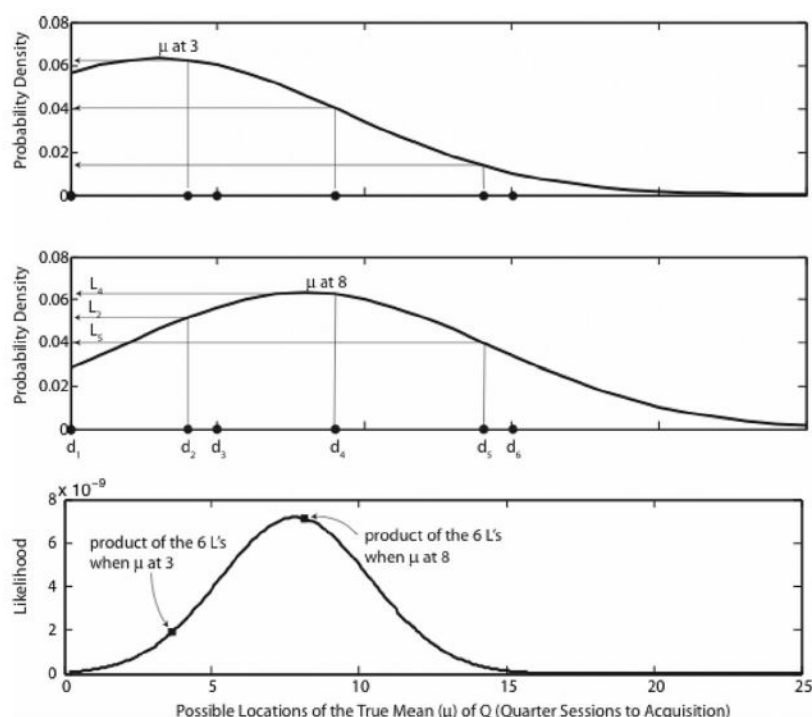 0.08
μ at 3
0.06
0.04
0.02
0
Probability Density
0.08
L4
μ at 8
0.06
L2
L5
0.04
0.02
0
Probability Density
d1
d2
d3
d4
d5
d6
8 x 10^-9
product of the 6 L's
when μ at 3
product of the 6 L's
when μ at 8
6
4
2
0
Likelihood
0 5 10 15 20 25
Possible Locations of the True Mean (μ) of Q (Quarter Sessions to Acquisition)